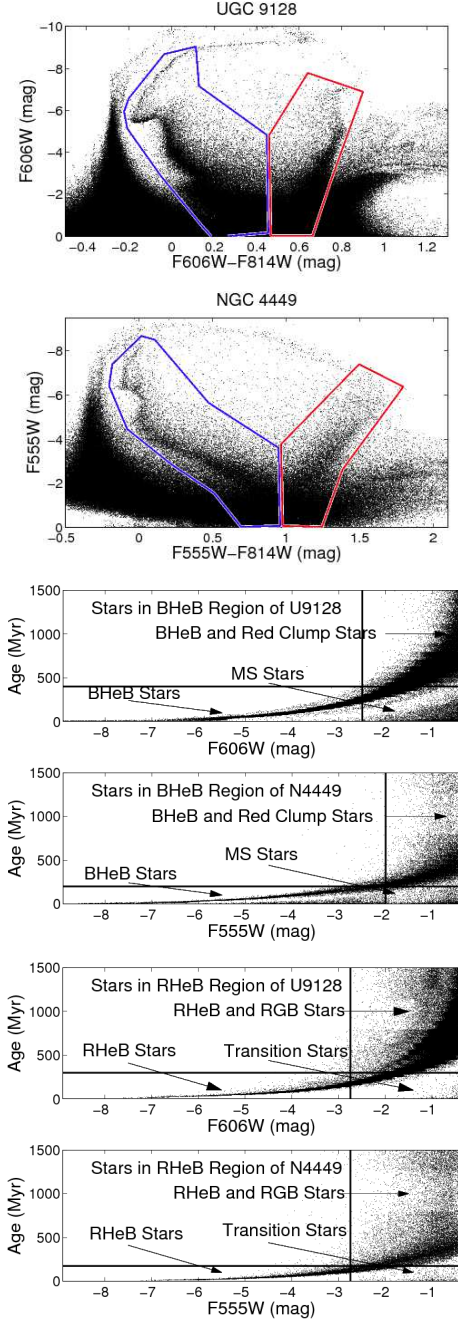 UGC 9128
−10
−8
−6
−4
−2
0
F606W (mag)
−0.4 −0.2 0 0.2 0.4 0.6 0.8 1 1.2
F606W−F814W (mag)
NGC 4449
−8
−6
−4
−2
0
F555W (mag)
−0.5 0 0.5 1 1.5 2
F555W−F814W (mag)
1500
1000
500
0
Age (Myr)
Stars in BHeB Region of U9128
BHeB and Red Clump Stars
MS Stars
BHeB Stars
−8 −7 −6 −5 −4 −3 −2 −1
F606W (mag)
1500
1000
500
0
Age (Myr)
Stars in BHeB Region of N4449
BHeB and Red Clump Stars
MS Stars
BHeB Stars
−8 −7 −6 −5 −4 −3 −2 −1
F555W (mag)
1500
1000
500
0
Age (Myr)
Stars in RHeB Region of U9128
RHeB and RGB Stars
RHeB Stars Transition Stars
−8 −7 −6 −5 −4 −3 −2 −1
F606W (mag)
1500
1000
500
0
Age (Myr)
Stars in RHeB Region of N4449
RHeB and RGB Stars
RHeB Stars Transition Stars
−8 −7 −6 −5 −4 −3 −2 −1
F555W (mag)